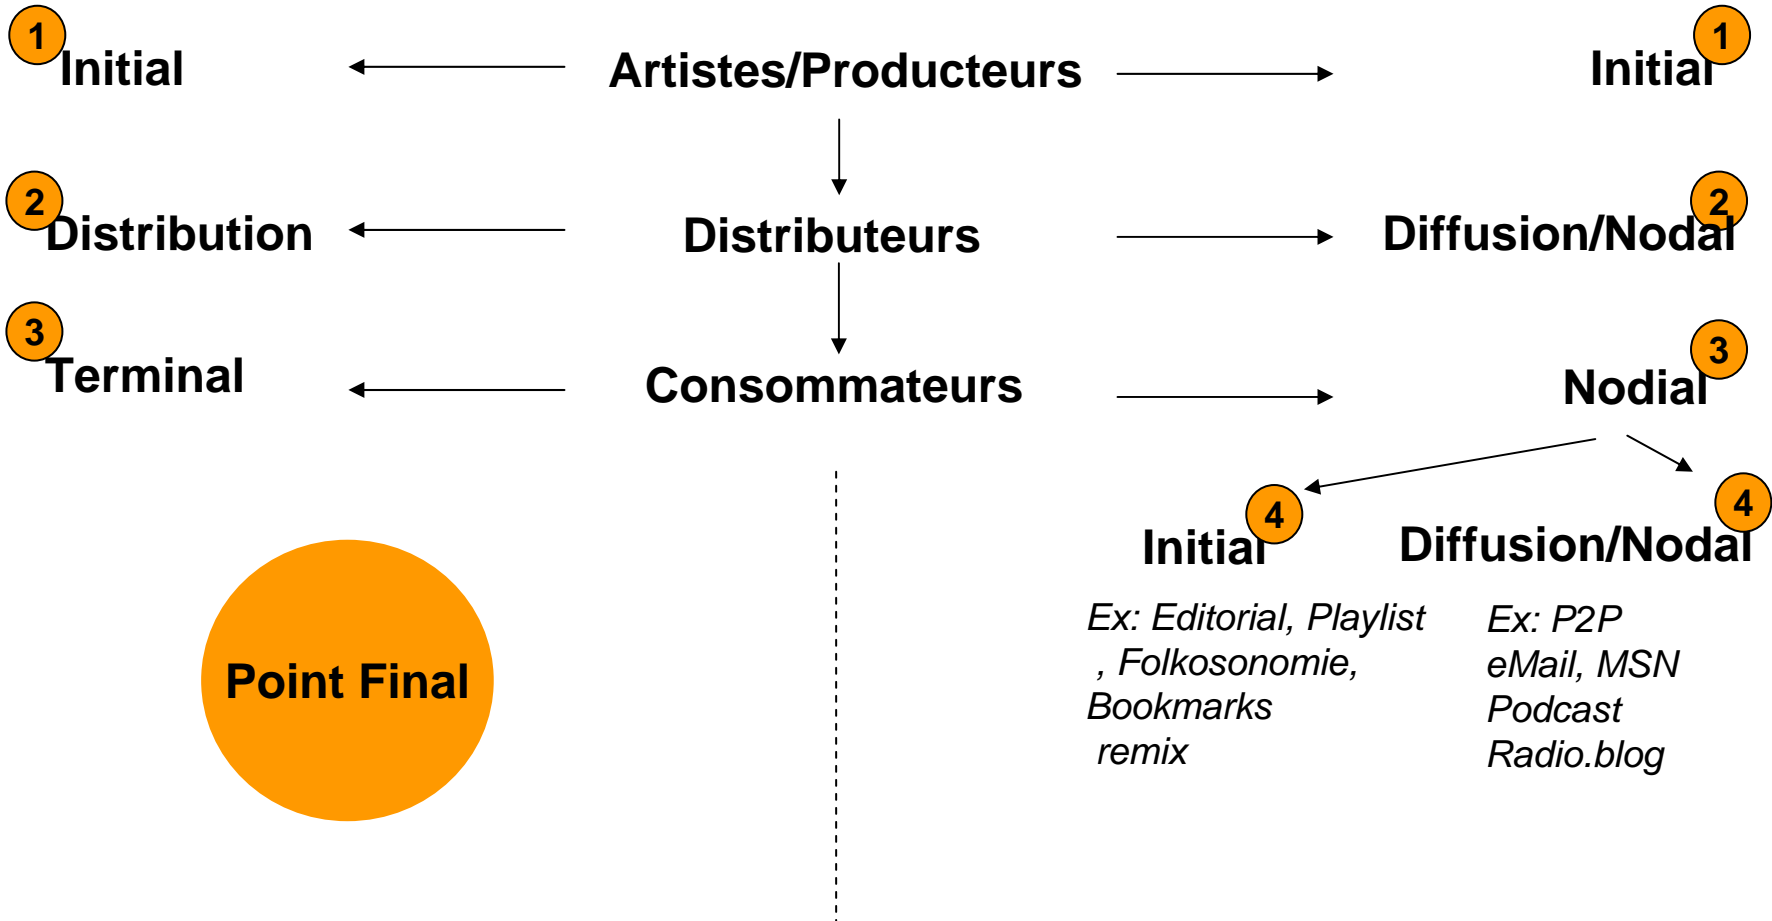 1
Initial
Artistes/Producteurs
1
Initial
2
Distribution
Distributeurs
2
Diffusion/Nodal
3
Terminal
Consommateurs
3
Nodial
4
Initial
4
Diffusion/Nodal
Ex: Editorial, Playlist
, Folkosonomie,
Bookmarks
remix
Ex: P2P
eMail, MSN
Podcast
Radio.blog
Point Final